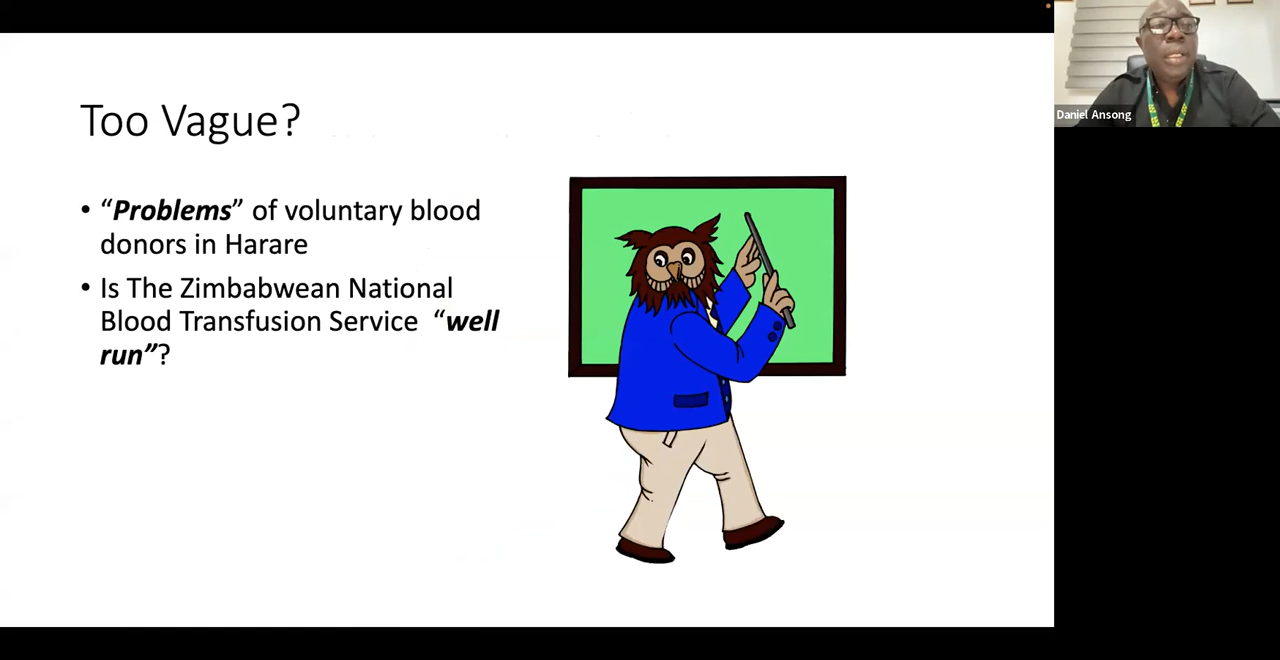 Too Vague?
• “Problems” of voluntary blood
donors in Harare
• Is The Zimbabwean National
Blood Transfusion Service “well
run”?
Daniel Ansong